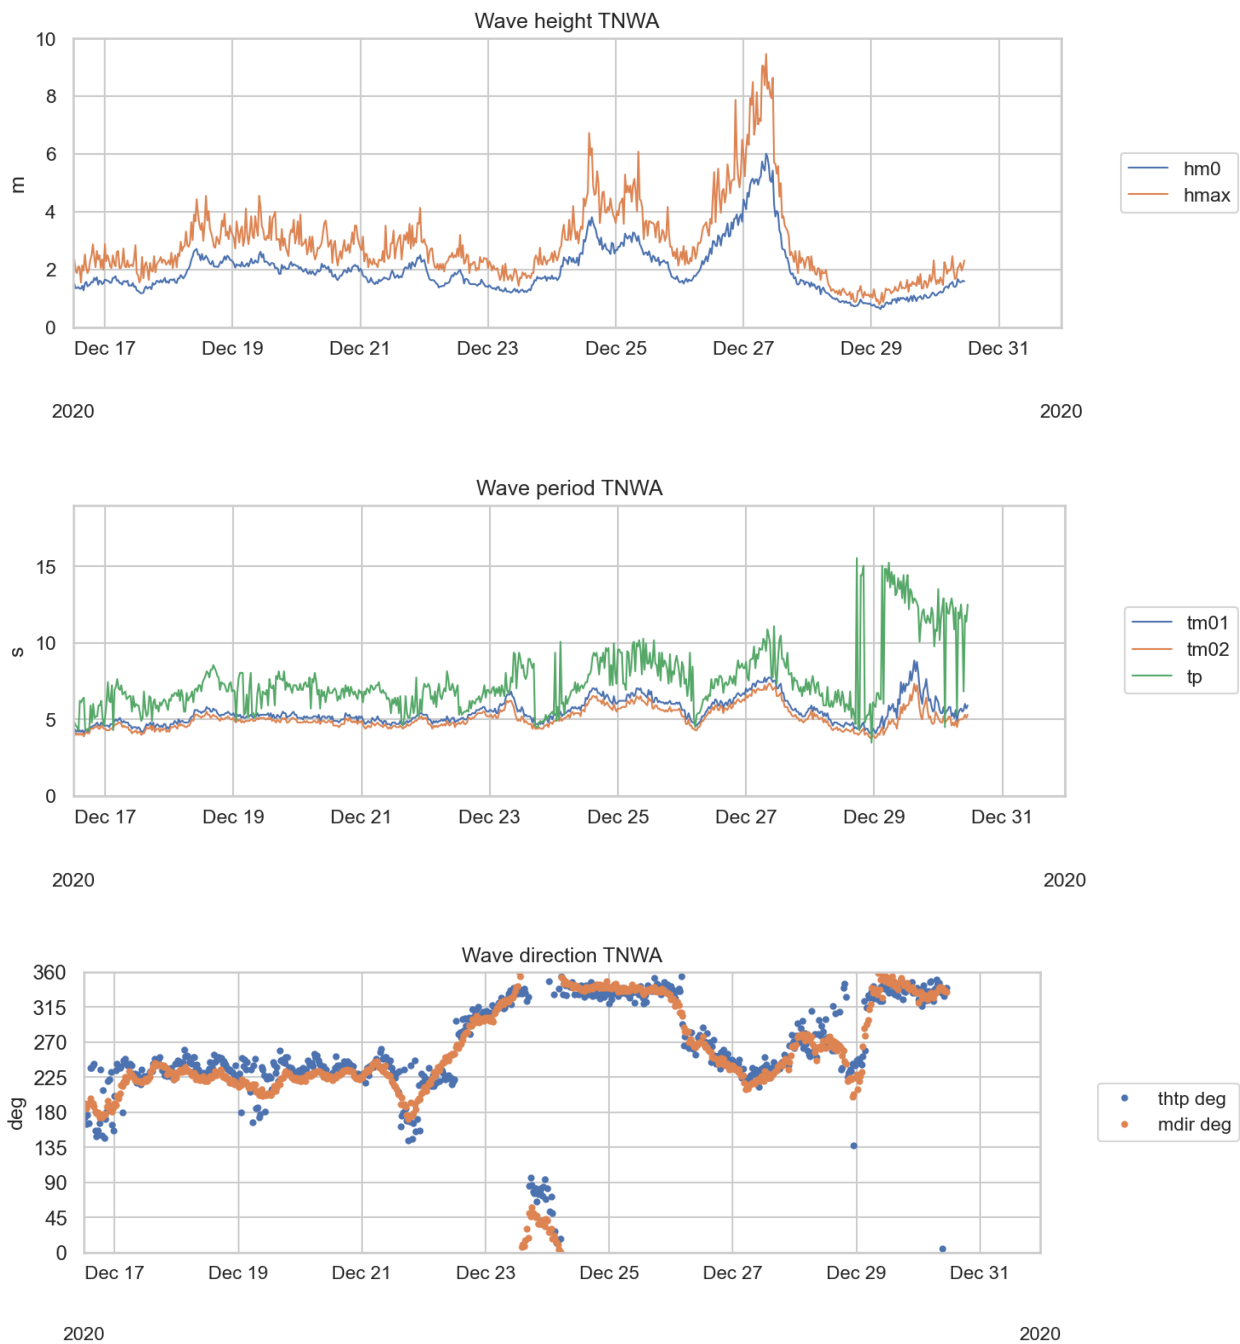 Wave height TNWA
10
8
6
4
2
0
m
hm0
hmax
Dec 17 Dec 19 Dec 21 Dec 23 Dec 25 Dec 27 Dec 29 Dec 31
2020 2020
Wave period TNWA
15
10
5
0
s
tm01
tm02
tp
Dec 17 Dec 19 Dec 21 Dec 23 Dec 25 Dec 27 Dec 29 Dec 31
2020 2020
Wave direction TNWA
360
315
270
225
180
135
90
45
0
deg
thtp deg
mdir deg
Dec 17 Dec 19 Dec 21 Dec 23 Dec 25 Dec 27 Dec 29 Dec 31
2020 2020